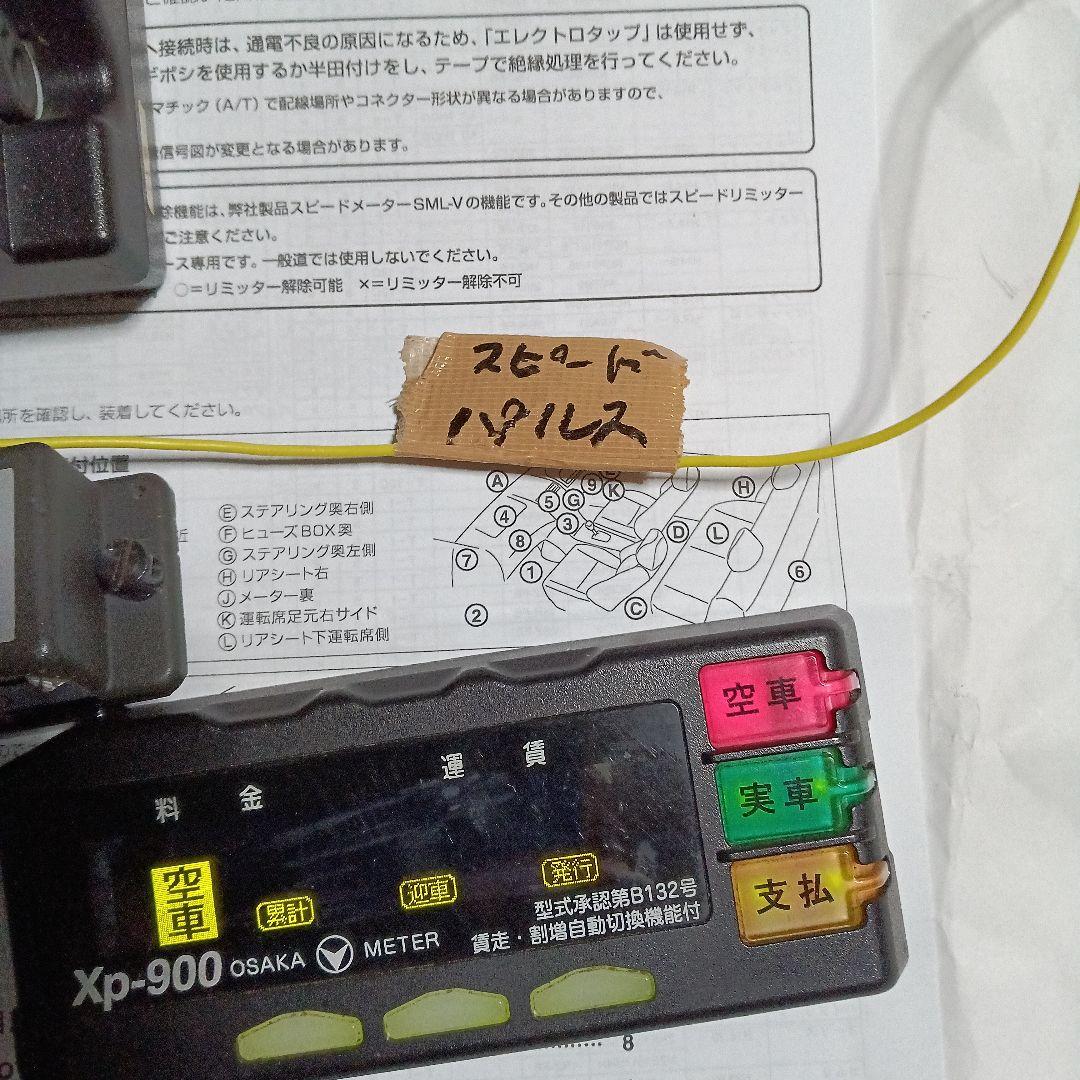 へ接続時は、通電不良の原因になるため、「エレクトロタップ」は使用せず、
ギボシを使用するか半田付けをし、テープで絶縁処理を行ってください。
マチック(A/T)で配線場所やコネクター形状が異なる場合がありますので、
信号図が変更となる場合があります。
除機能は、弊社製品スピードメーターSML-Vの機能です。その他の製品ではスピードリミッター
ご注意ください。
ース専用です。一般道では使用しないでください。
○=リミッター解除可能 ×=リミッター解除不可
スピード
パルス
所を確認し、装着してください。
付位置
Ⓔ ステアリング奥右側
Ⓕ ヒューズBOX奥
Ⓖ ステアリング奥左側
Ⓗ リアシート右
Ⓙ メーター裏
Ⓚ 運転席足元右サイド
Ⓛ リアシート下運転席側
近
Ⓐ ⑨ Ⓚ Ⓗ
⑤ Ⓖ
④ ③ Ⓓ Ⓛ
⑧
⑦ ① ⑥
② Ⓒ
空車
実車
支払
料金 運賃
空車
累計
迎車
発行
型式承認第B132号
賃走・割増自動切換機能付
Xp-900 OSAKA METER
8